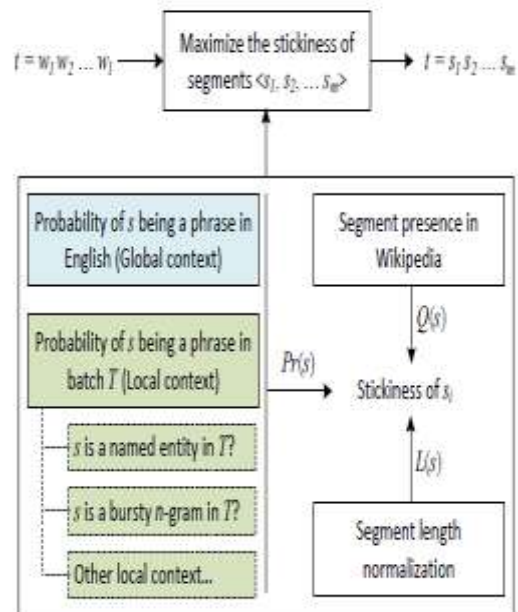 t = w₁ w₂ … wₗ
Maximize the stickiness of
segments <s₁, s₂, … sₘ>
t = s₁ s₂ … sₘ
Probability of s being a phrase in
English (Global context)
Segment presence in
Wikipedia
Q(s)
Probability of s being a phrase in
batch T (Local context)
Pr(s)
Stickiness of sᵢ
s is a named entity in T?
L(s)
s is a bursty n-gram in T?
Segment length
normalization
Other local context...